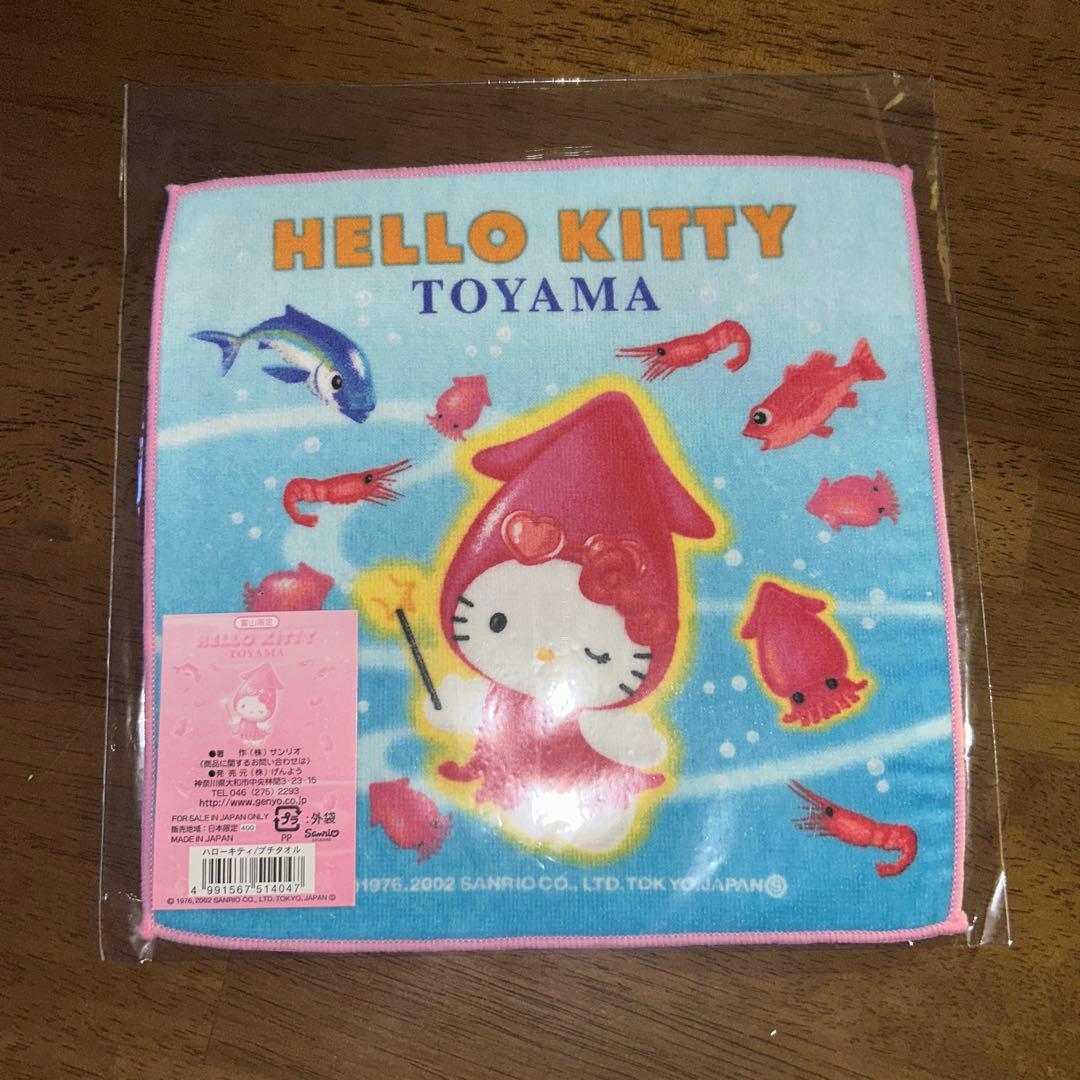 HELLO KITTY
TOYAMA
富山限定
HELLO KITTY
TOYAMA
●著　作(株)サンリオ
〈商品に関するお問い合わせは〉
●発売元(株)げんよう
神奈川県大和市中央林間3-23-15
TEL 046 (275) 2293
http://www.genyo.co.jp
FOR SALE IN JAPAN ONLY
販売地域:日本限定 400
MADE IN JAPAN
プラ :外袋
PP
Sanrio
ハローキティ/プチタオル
4 991567 514047
© 1976, 2002 SANRIO CO., LTD. TOKYO, JAPAN Ⓖ
1976, 2002 SANRIO CO., LTD. TOKYO, JAPAN Ⓖ